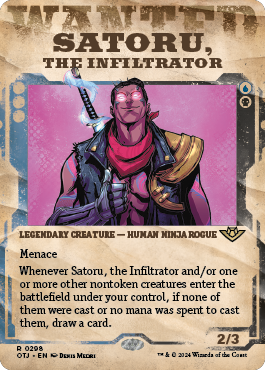 WANTED
SATORU,
THE INFILTRATOR
LEGENDARY CREATURE — HUMAN NINJA ROGUE
Menace
Whenever Satoru, the Infiltrator and/or one
or more other nontoken creatures enter the
battlefield under your control, if none of
them were cast or no mana was spent to cast
them, draw a card.
2/3
R 0298
OTJ • EN Denis Medri
™ & © 2024 Wizards of the Coast